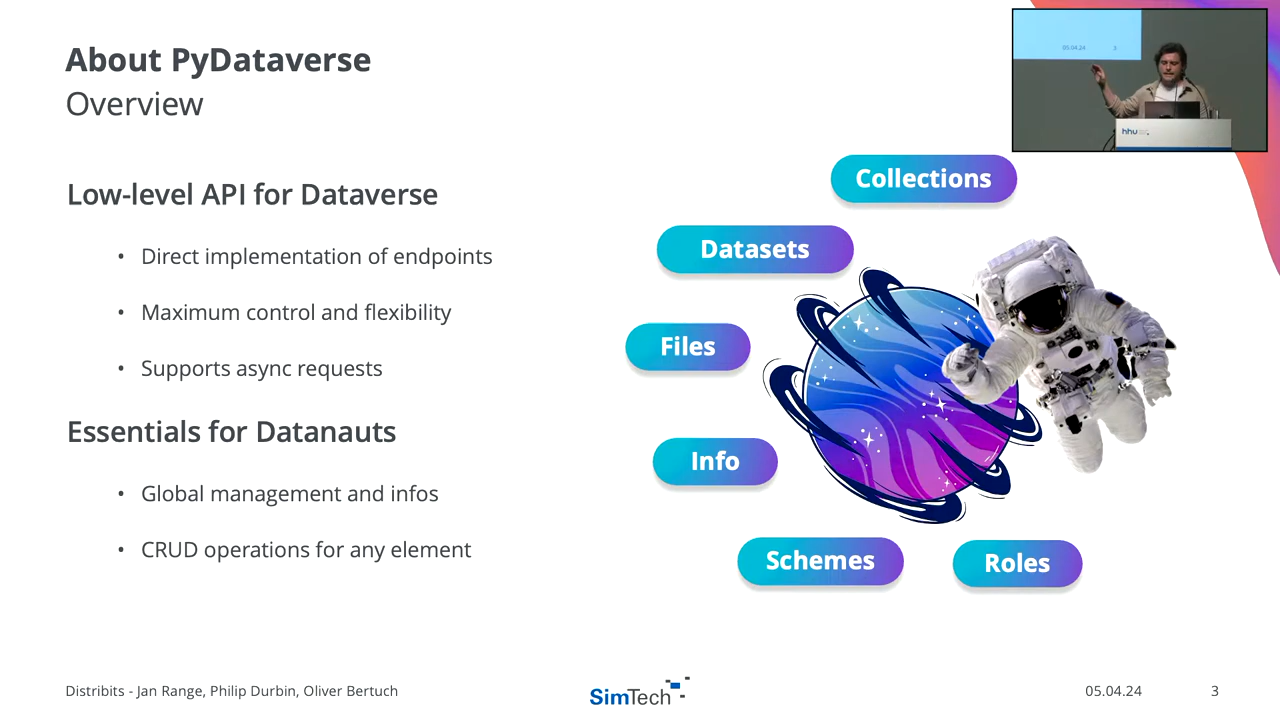 About PyDataverse
Overview
Low-level API for Dataverse
• Direct implementation of endpoints
• Maximum control and flexibility
• Supports async requests
Essentials for Datanauts
• Global management and infos
• CRUD operations for any element
Collections
Datasets
Files
Info
Schemes
Roles
05.04.24 3
hhu
Distribits - Jan Range, Philip Durbin, Oliver Bertuch
SimTech
05.04.24
3